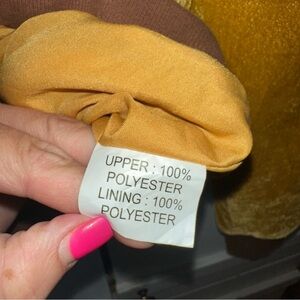 UPPER : 100%
POLYESTER
LINING : 100%
POLYESTER